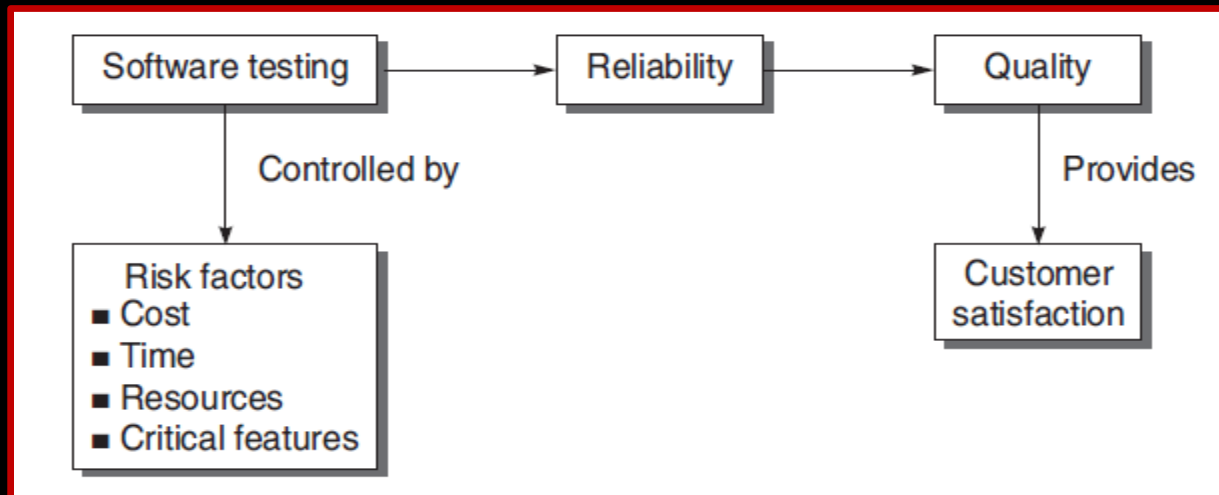 Software testing
Reliability
Quality
Controlled by
Provides
Risk factors
■ Cost
■ Time
■ Resources
■ Critical features
Customer
satisfaction